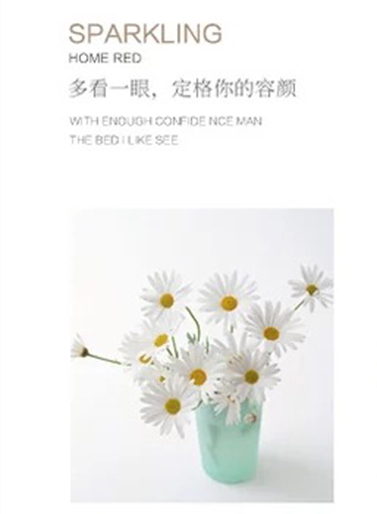 SPARKLING
HOME RED
多看一眼，定格你的容颜
WITH ENOUGH CONFIDE NCE MAN
THE BED I LIKE SEE